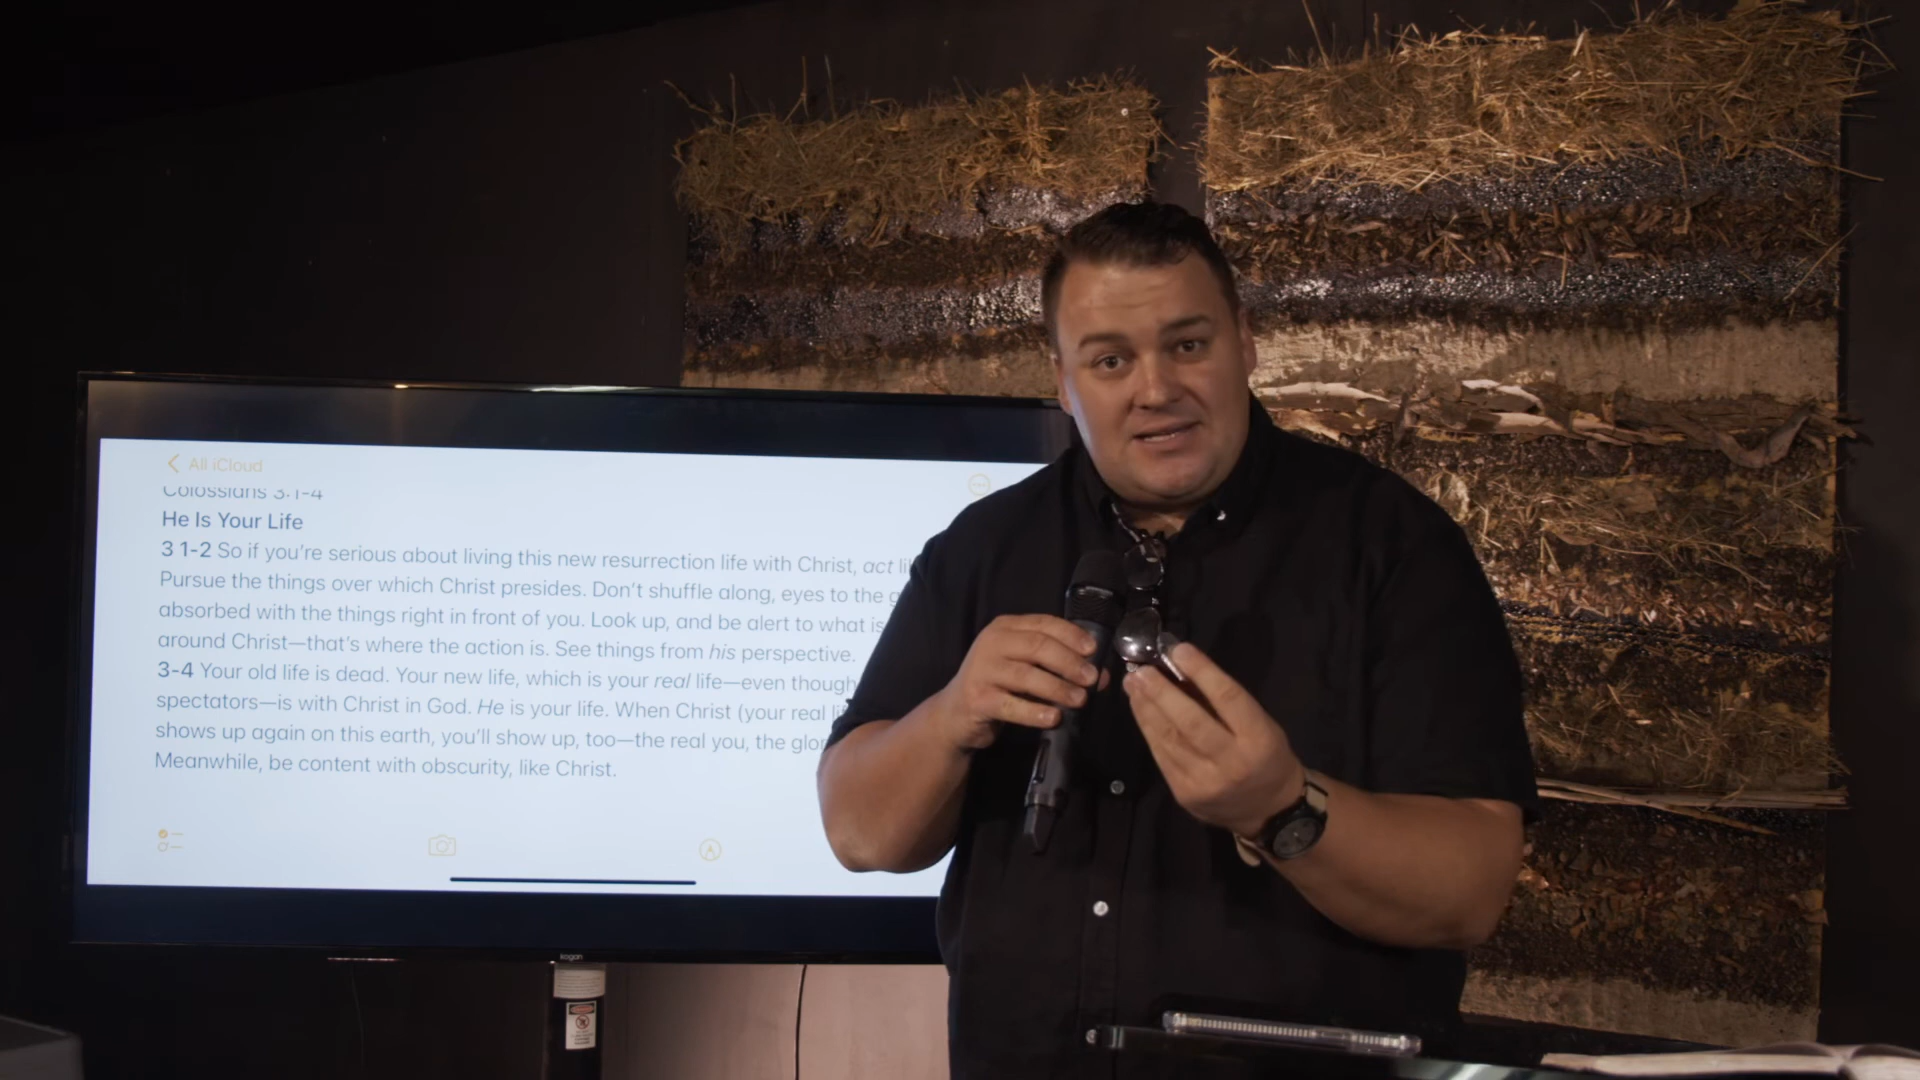 All iCloud
Colossians 3:1-4
He Is Your Life
3 1-2 So if you’re serious about living this new resurrection life with Christ, act
Pursue the things over which Christ presides. Don’t shuffle along, eyes to the
absorbed with the things right in front of you. Look up, and be alert to what is
around Christ—that’s where the action is. See things from his perspective.
3-4 Your old life is dead. Your new life, which is your real life—even though
spectators—is with Christ in God. He is your life. When Christ (your real
shows up again on this earth, you’ll show up, too—the real you, the
Meanwhile, be content with obscurity, like Christ.
kogan